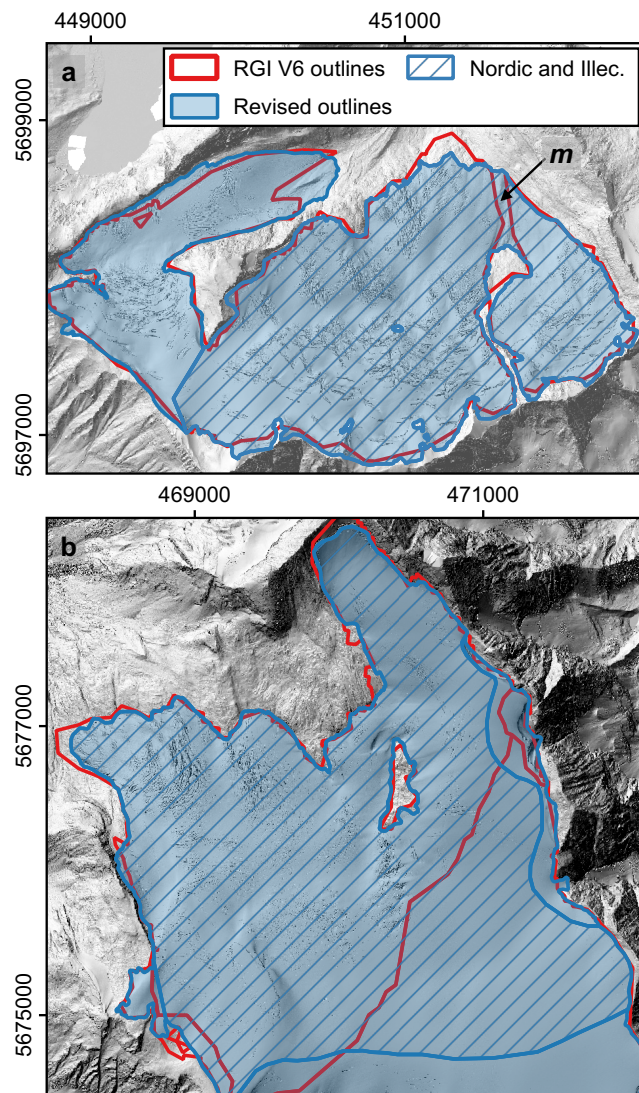 449000 451000
a
RGI V6 outlines
Nordic and Illec.
Revised outlines
m
5699000
5697000
469000 471000
b
5677000
5675000